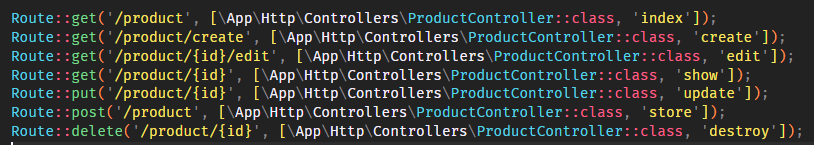 Route::get('/product', [\App\Http\Controllers\ProductController::class, 'index']);
Route::get('/product/create', [\App\Http\Controllers\ProductController::class, 'create']);
Route::get('/product/{id}/edit', [\App\Http\Controllers\ProductController::class, 'edit']);
Route::get('/product/{id}', [\App\Http\Controllers\ProductController::class, 'show']);
Route::put('/product/{id}', [\App\Http\Controllers\ProductController::class, 'update']);
Route::post('/product', [\App\Http\Controllers\ProductController::class, 'store']);
Route::delete('/product/{id}', [\App\Http\Controllers\ProductController::class, 'destroy']);